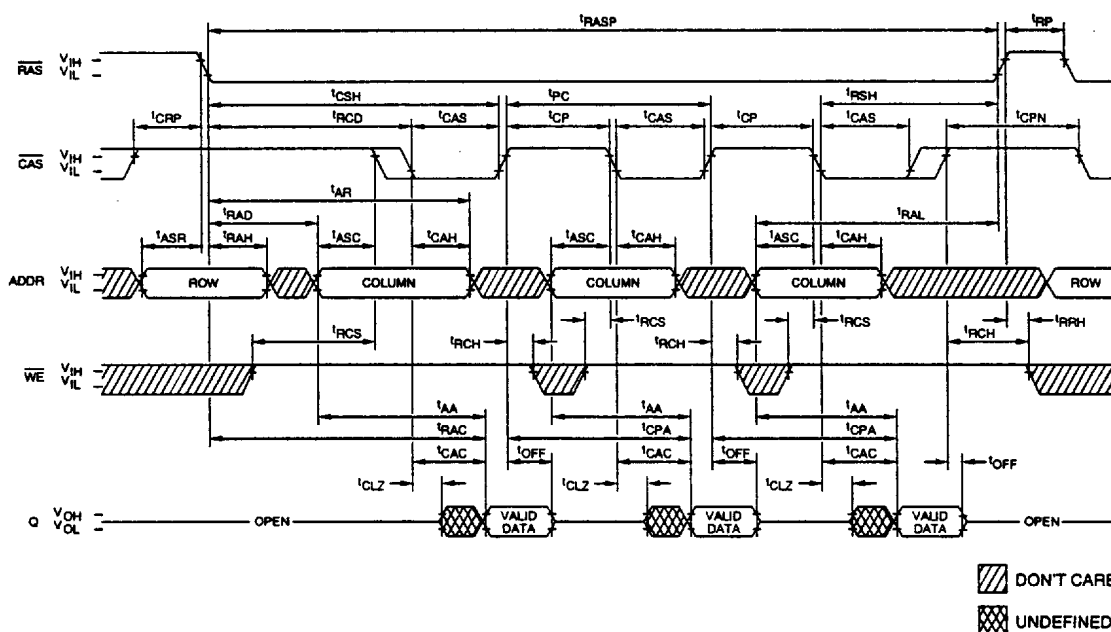 tRASP tRP
RAS VIH
VIL
tCSH tPC tRSH
tCRP tRCD tCAS tCP tCAS tCP tCAS tCPN
CAS VIH
VIL
tAR
tRAD tRAL
tASR tRAH tASC tCAH tASC tCAH tASC tCAH
ADDR VIH
VIL
ROW COLUMN COLUMN COLUMN ROW
tRCS tRCH tRCS tRCH tRCS tRCH tRRH
WE VIH
VIL
tAA tAA tAA
tRAC tCPA tCPA
tCAC tOFF tCAC tOFF tCAC tOFF
tCLZ tCLZ tCLZ
Q VOH
VOL
OPEN VALID DATA VALID DATA VALID DATA OPEN
DON'T CARE
UNDEFINED